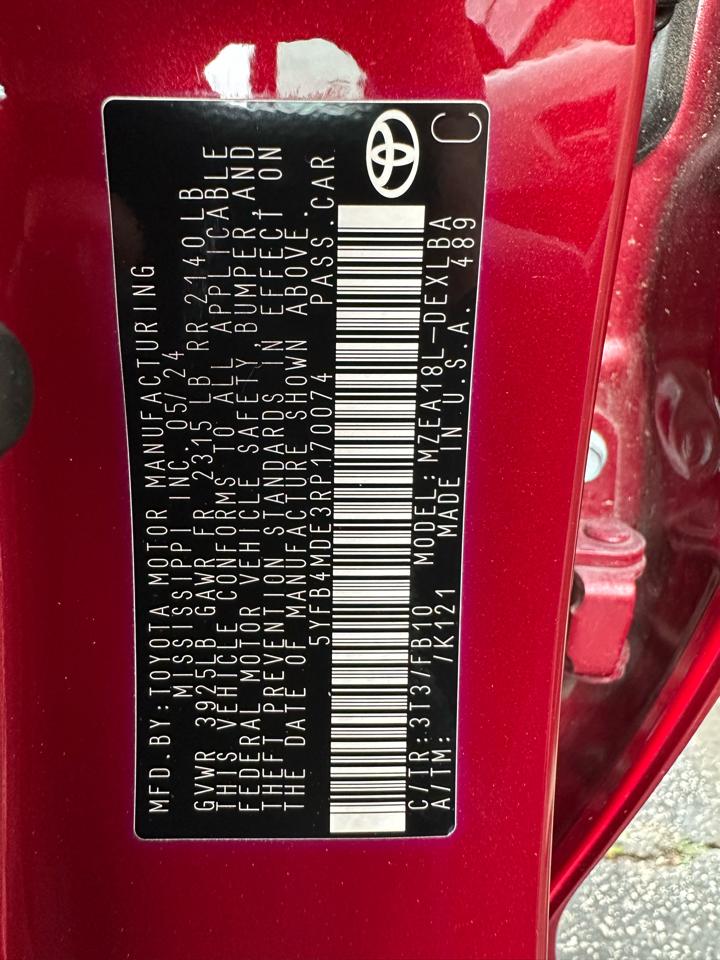 MFD. BY: TOYOTA MOTOR MANUFACTURING
MISSISSIPPI INC. 05/24
GVWR 3925LB GAWR FR 2315 LB RR 2140LB
THIS VEHICLE CONFORMS TO ALL APPLICABLE
FEDERAL MOTOR VEHICLE SAFETY, BUMPER, AND
THEFT PREVENTION STANDARDS IN EFFECT ON
THE DATE OF MANUFACTURE SHOWN ABOVE.
5YFB4MDE3RP170074 PASS. CAR
C/TR: 3T3/FB10 MODEL: MZEA18L-DEXLBA
A/TM: /K121 MADE IN U.S.A. 489
C